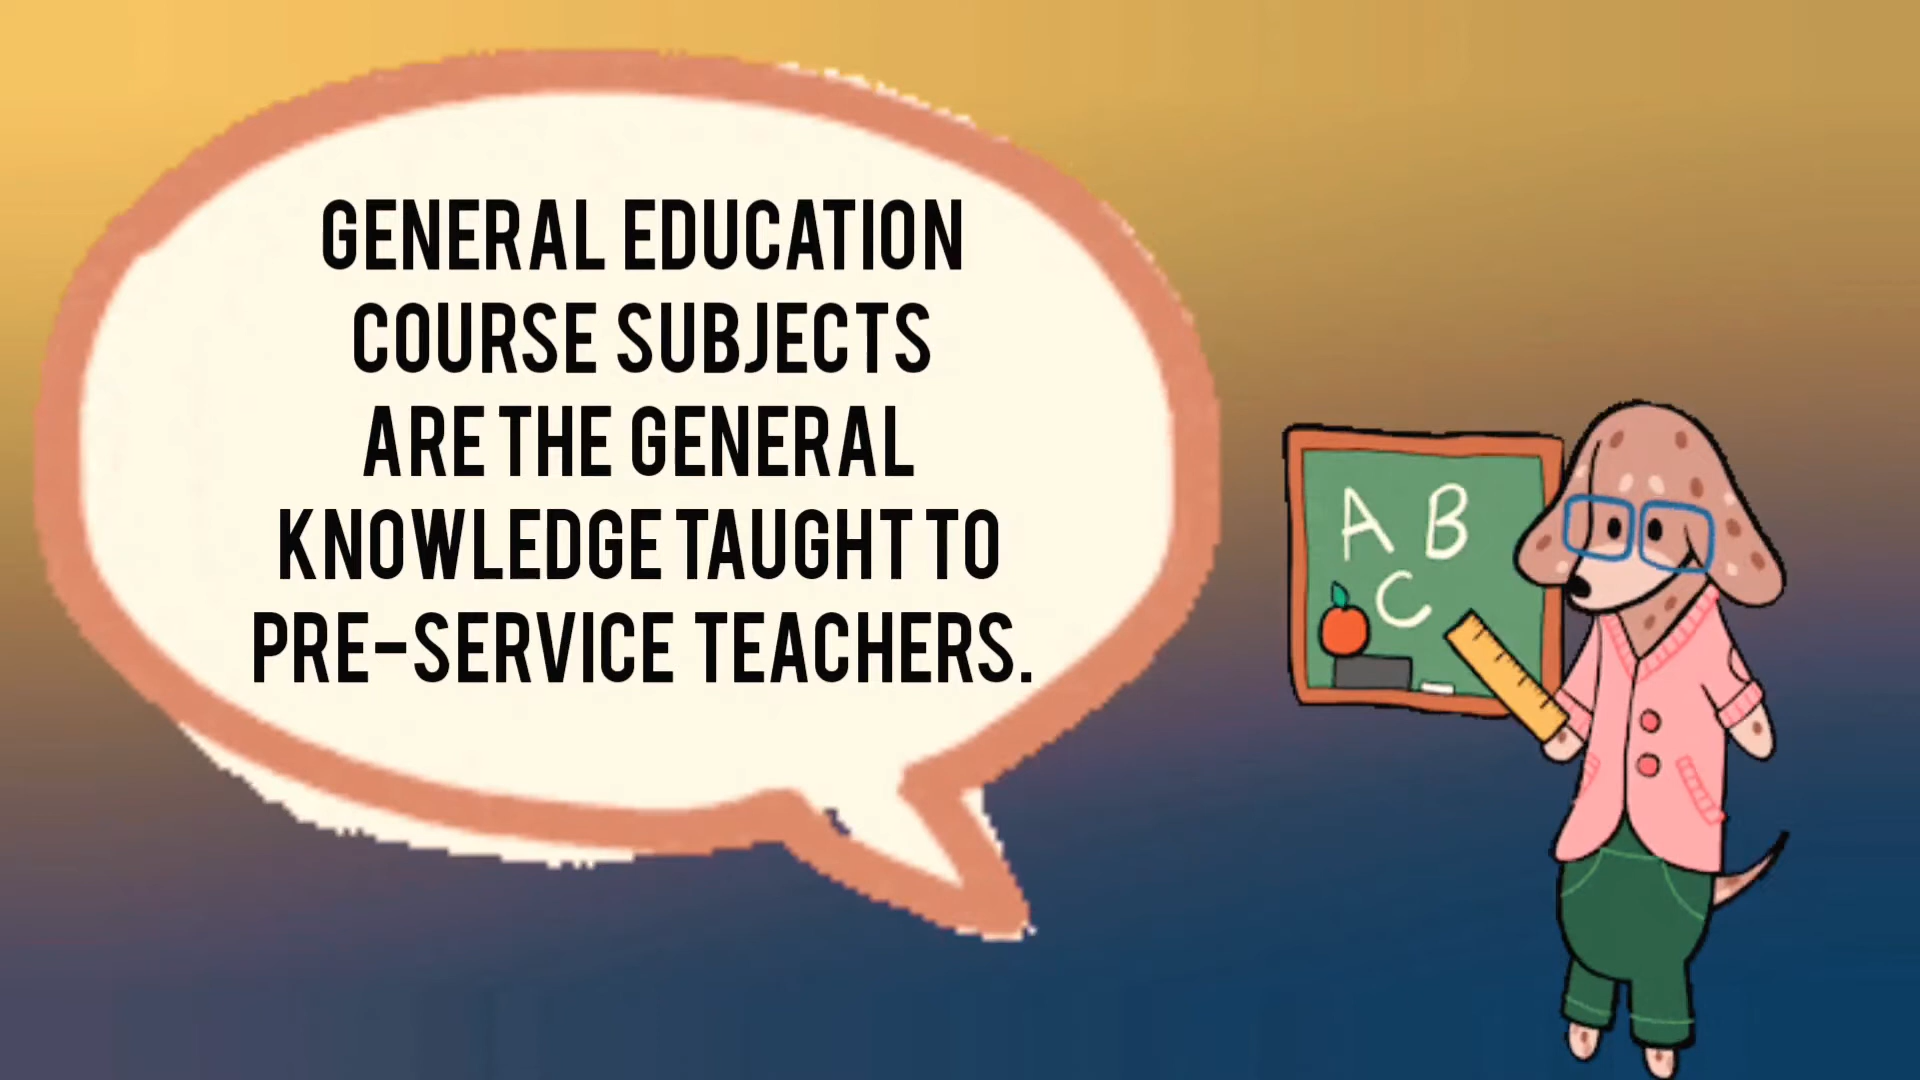 GENERAL EDUCATION
COURSE SUBJECTS
ARE THE GENERAL
KNOWLEDGE TAUGHT TO
PRE-SERVICE TEACHERS.
A B
C